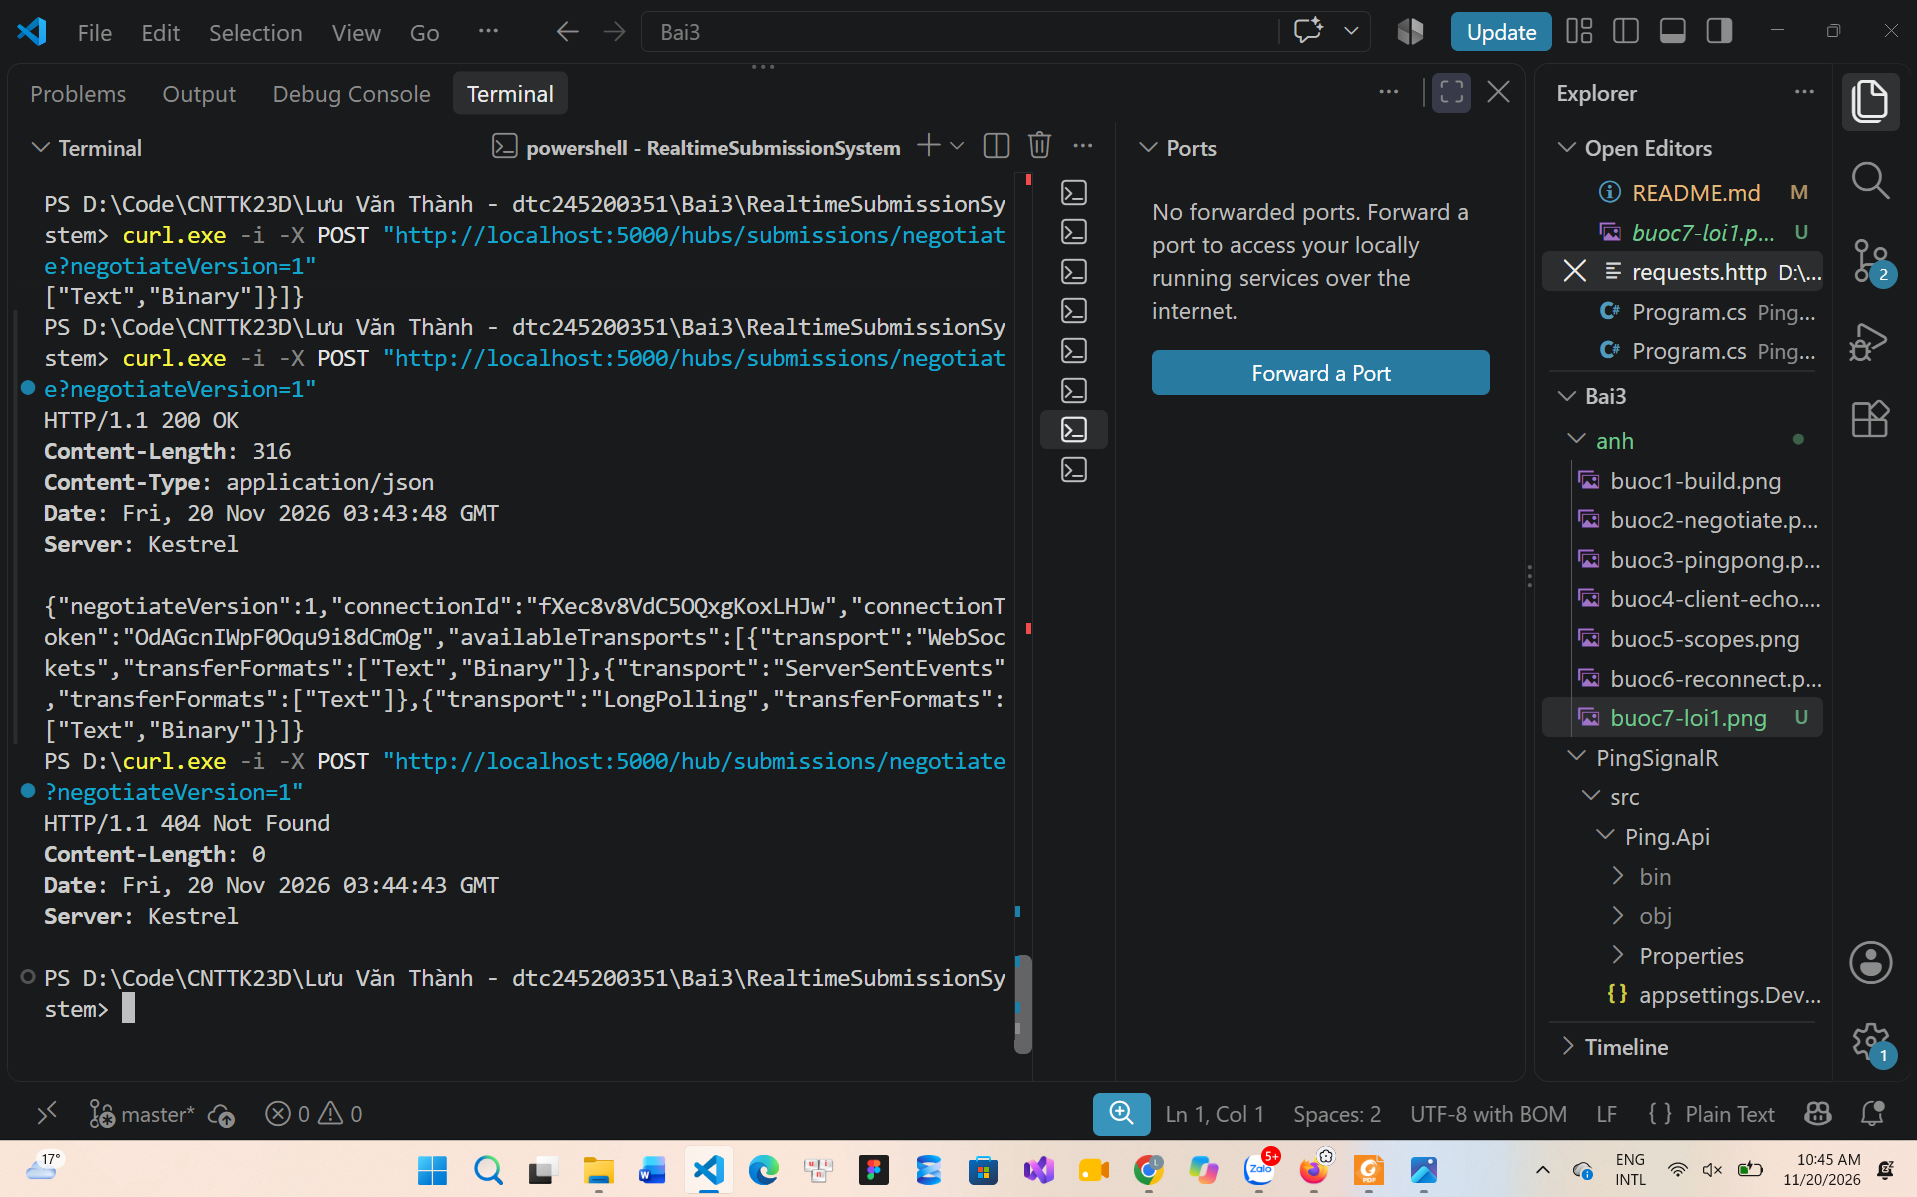 File Edit Selection View Go ··· Bai3 Update
Problems Output Debug Console Terminal
Terminal
powershell - RealtimeSubmissionSystem
PS D:\Code\CNTTK23D\Lưu Văn Thành - dtc245200351\Bai3\RealtimeSubmissionSy
stem> curl.exe -i -X POST "http://localhost:5000/hubs/submissions/negotiat
e?negotiateVersion=1"
["Text","Binary"]}]}
PS D:\Code\CNTTK23D\Lưu Văn Thành - dtc245200351\Bai3\RealtimeSubmissionSy
stem> curl.exe -i -X POST "http://localhost:5000/hubs/submissions/negotiat
e?negotiateVersion=1"
HTTP/1.1 200 OK
Content-Length: 316
Content-Type: application/json
Date: Fri, 20 Nov 2026 03:43:48 GMT
Server: Kestrel
{"negotiateVersion":1,"connectionId":"fXec8v8VdC5OQxgKoxLHJw","connectionT
oken":"OdAGcnIWpF0Oqu9i8dCmOg","availableTransports":[{"transport":"WebSoc
kets","transferFormats":["Text","Binary"]},{"transport":"ServerSentEvents"
,"transferFormats":["Text"]},{"transport":"LongPolling","transferFormats":
["Text","Binary"]}]}
PS D:\curl.exe -i -X POST "http://localhost:5000/hub/submissions/negotiate
?negotiateVersion=1"
HTTP/1.1 404 Not Found
Content-Length: 0
Date: Fri, 20 Nov 2026 03:44:43 GMT
Server: Kestrel
PS D:\Code\CNTTK23D\Lưu Văn Thành - dtc245200351\Bai3\RealtimeSubmissionSy
stem>
Ports
No forwarded ports. Forward a
port to access your locally
running services over the
internet.
Forward a Port
Explorer
Open Editors
README.md M
buoc7-loi1.p... U
requests.http D:\...
Program.cs Ping...
Program.cs Ping...
Bai3
anh
buoc1-build.png
buoc2-negotiate.p...
buoc3-pingpong.p...
buoc4-client-echo....
buoc5-scopes.png
buoc6-reconnect.p...
buoc7-loi1.png U
PingSignalR
src
Ping.Api
bin
obj
Properties
{} appsettings.Dev...
Timeline
2
1
master* 0 0 Ln 1, Col 1 Spaces: 2 UTF-8 with BOM LF {} Plain Text
17°
Zalo 5+
ENG
INTL
10:45 AM
11/20/2026